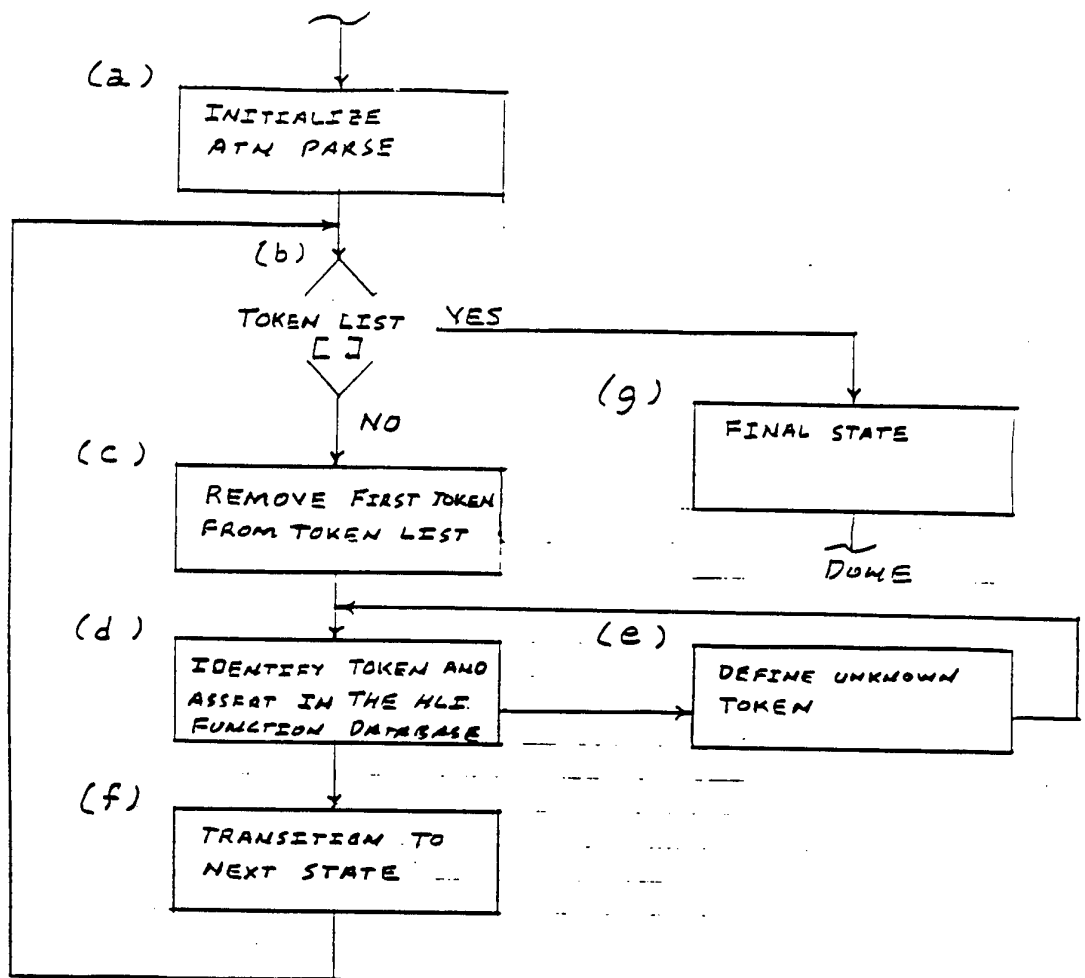 (a)
INITIALIZE
ATN PARSE
(b)
TOKEN LIST
[ ]
YES
NO
(g)
FINAL STATE
DONE
(c)
REMOVE FIRST TOKEN
FROM TOKEN LIST
(d)
IDENTIFY TOKEN AND
ASSERT IN THE HLI
FUNCTION DATABASE
(e)
DEFINE UNKNOWN
TOKEN
(f)
TRANSITION TO
NEXT STATE